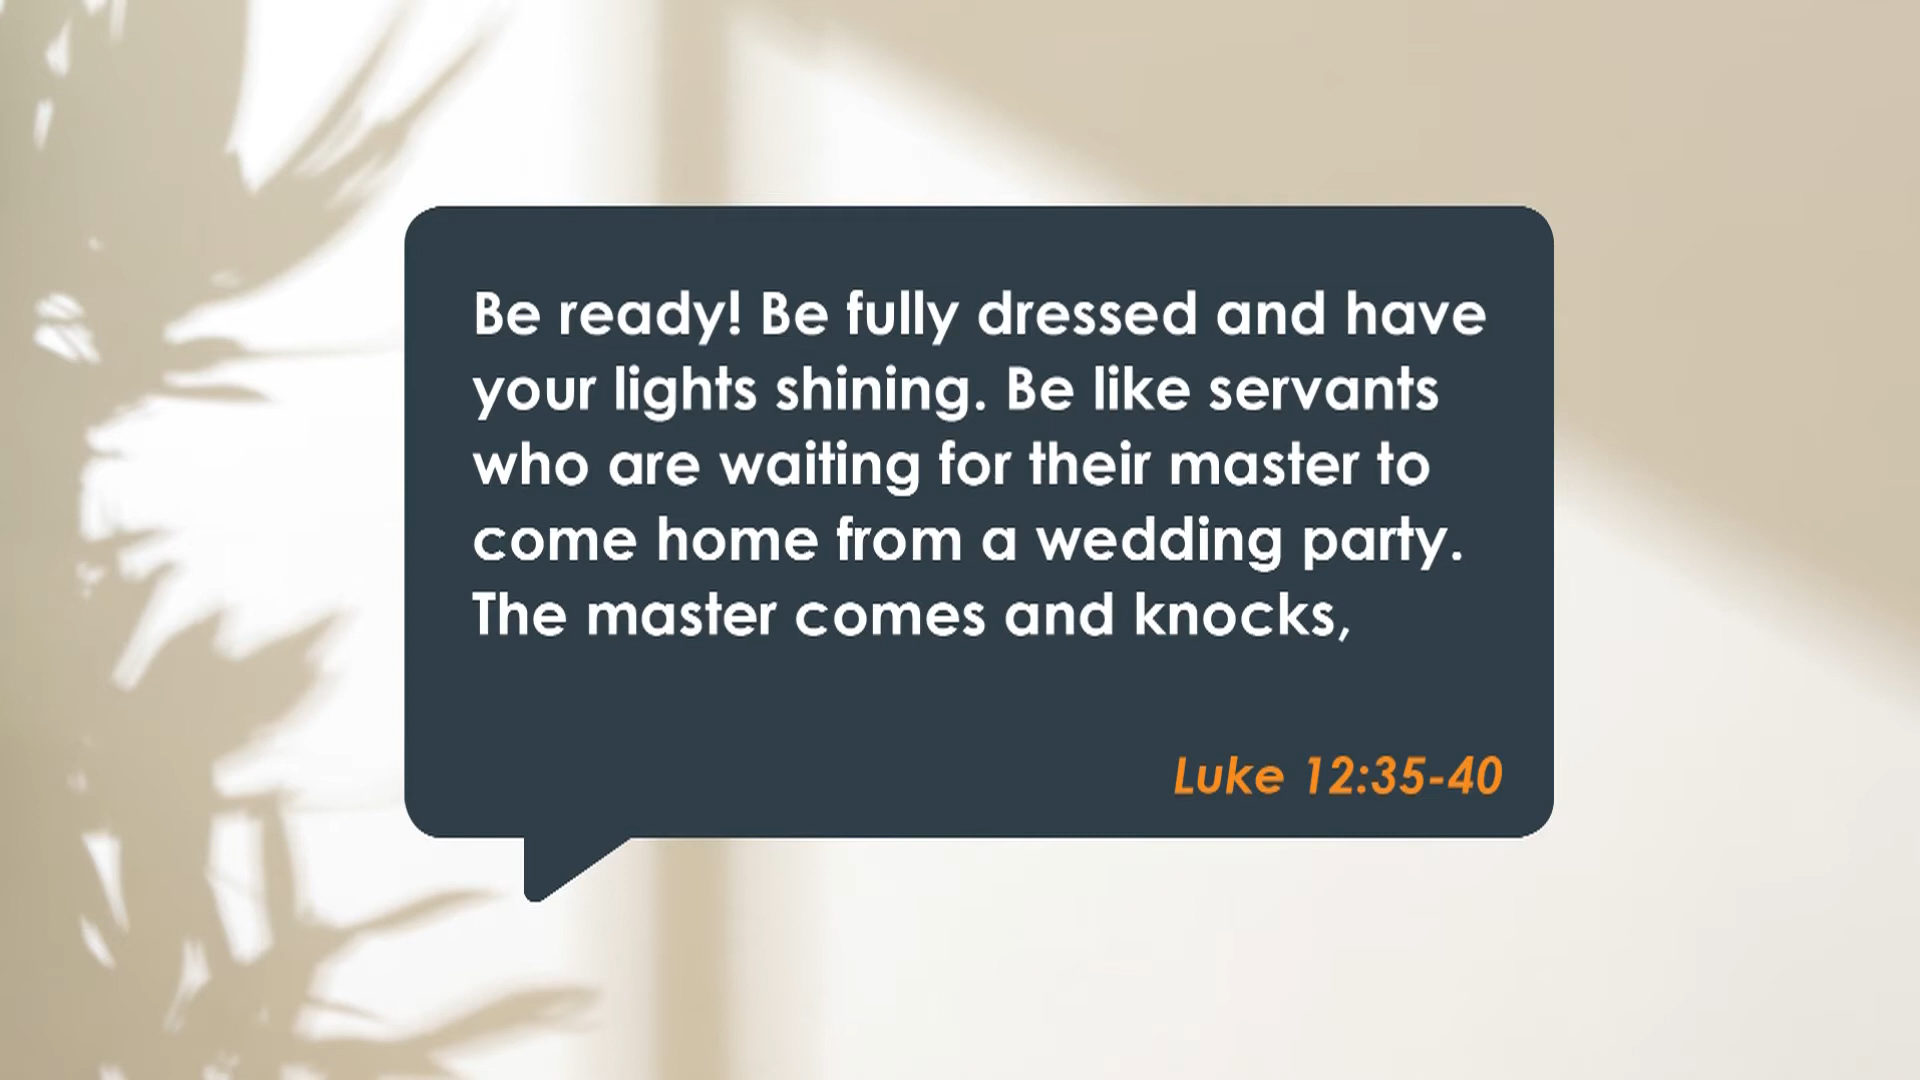 Be ready! Be fully dressed and have
your lights shining. Be like servants
who are waiting for their master to
come home from a wedding party.
The master comes and knocks,
Luke 12:35-40